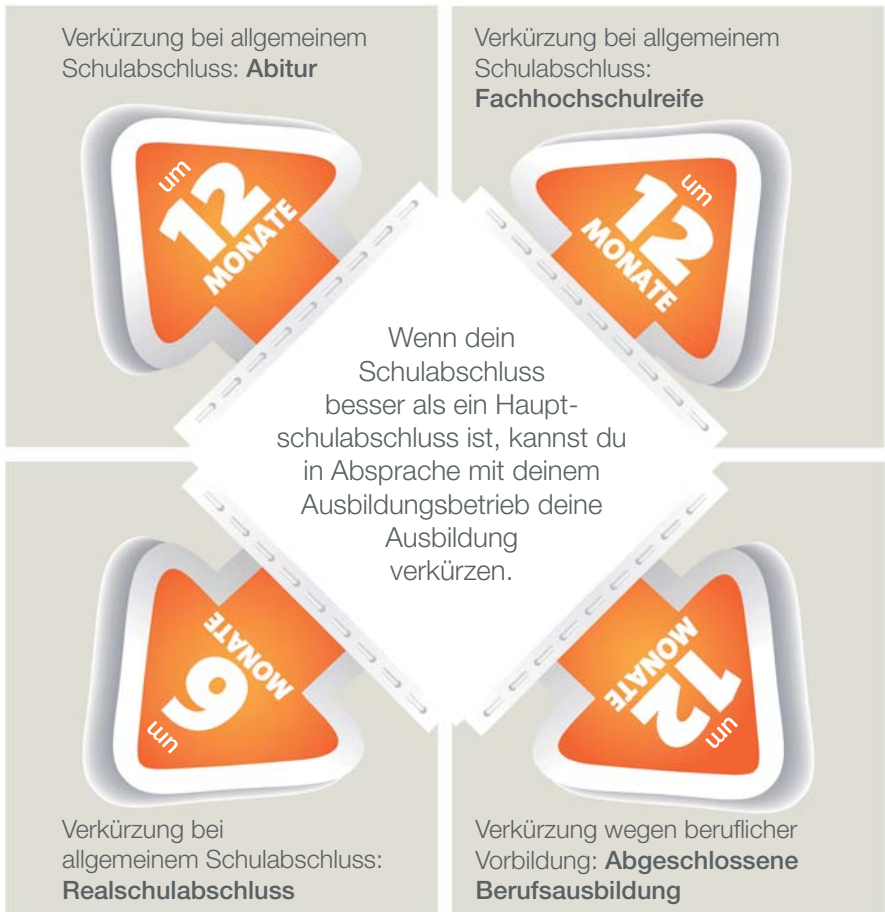 Verkürzung bei allgemeinem
Schulabschluss: Abitur
um
12
MONATE
Verkürzung bei allgemeinem
Schulabschluss:
Fachhochschulreife
um
12
MONATE
Wenn dein
Schulabschluss
besser als ein Haupt-
schulabschluss ist, kannst du
in Absprache mit deinem
Ausbildungsbetrieb deine
Ausbildung
verkürzen.
um
6
MONATE
Verkürzung bei
allgemeinem Schulabschluss:
Realschulabschluss
um
12
MONATE
Verkürzung wegen beruflicher
Vorbildung: Abgeschlossene
Berufsausbildung